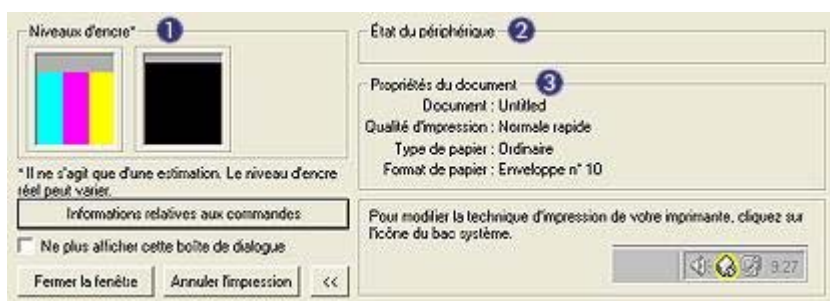 Niveaux d'encre* 1
*Il ne s'agit que d'une estimation. Le niveau d'encre
réel peut varier.
Informations relatives aux commandes
Ne plus afficher cette boîte de dialogue
Fermer la fenêtre Annuler l'impression <<
État du périphérique 2
Propriétés du document 3
Document : Untitled
Qualité d'impression : Normale rapide
Type de papier : Ordinaire
Format de papier : Enveloppe n° 10
Pour modifier la technique d'impression de votre imprimante, cliquez sur
l'icône du bac système.
9:27